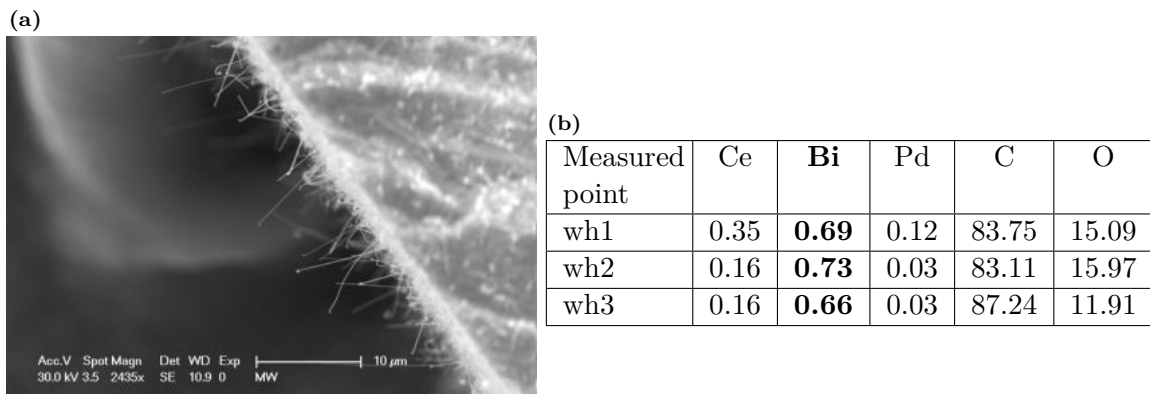 (a)
Acc.V Spot Magn Det WD Exp 10 µm
30.0 kV 3.5 2435x SE 10.9 0 MW
(b)
Measured point Ce Bi Pd C O
wh1 0.35 0.69 0.12 83.75 15.09
wh2 0.16 0.73 0.03 83.11 15.97
wh3 0.16 0.66 0.03 87.24 11.91